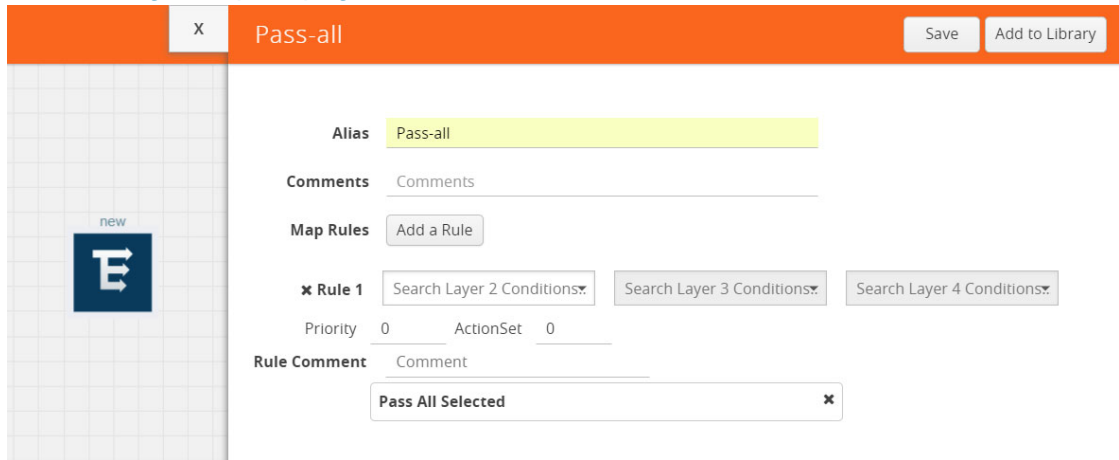 X
Pass-all
Save
Add to Library
Alias
Pass-all
Comments
Comments
new
Map Rules
Add a Rule
✖ Rule 1
Search Layer 2 Conditions..
Search Layer 3 Conditions..
Search Layer 4 Conditions..
Priority 0 ActionSet 0
Rule Comment
Comment
Pass All Selected ✖